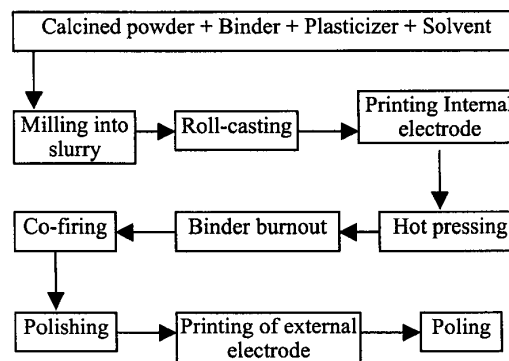 Calcined powder + Binder + Plasticizer + Solvent
Milling into
slurry
Roll-casting
Printing Internal
electrode
Hot pressing
Binder burnout
Co-firing
Polishing
Printing of external
electrode
Poling